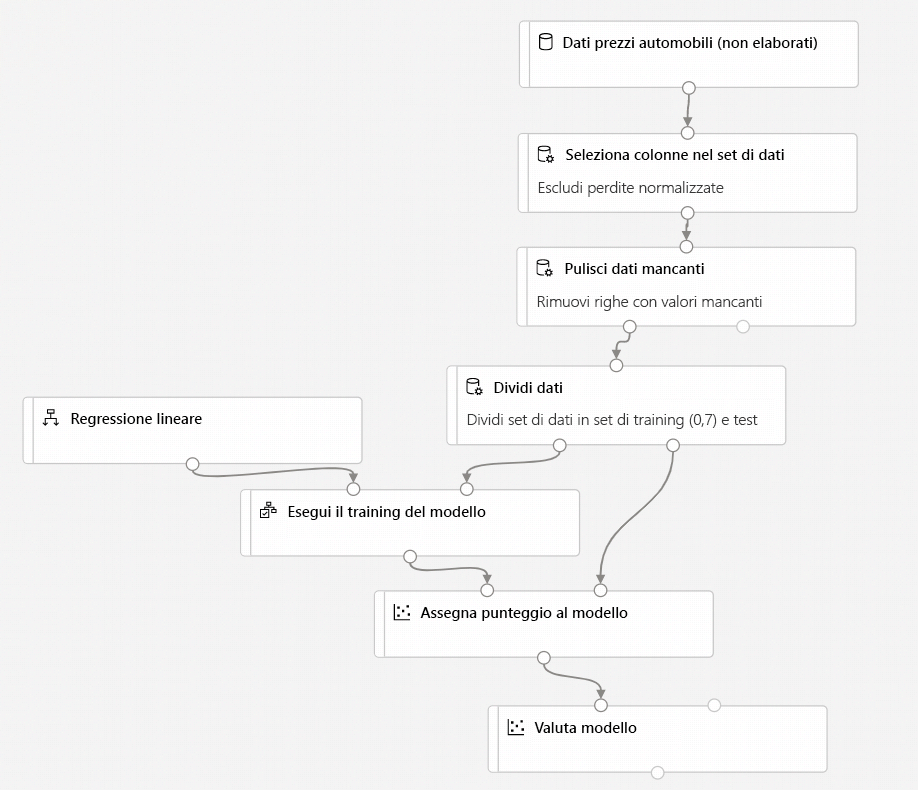 Dati prezzi automobili (non elaborati)
Seleziona colonne nel set di dati
Escludi perdite normalizzate
Pulisci dati mancanti
Rimuovi righe con valori mancanti
Dividi dati
Dividi set di dati in set di training (0,7) e test
Regressione lineare
Esegui il training del modello
Assegna punteggio al modello
Valuta modello